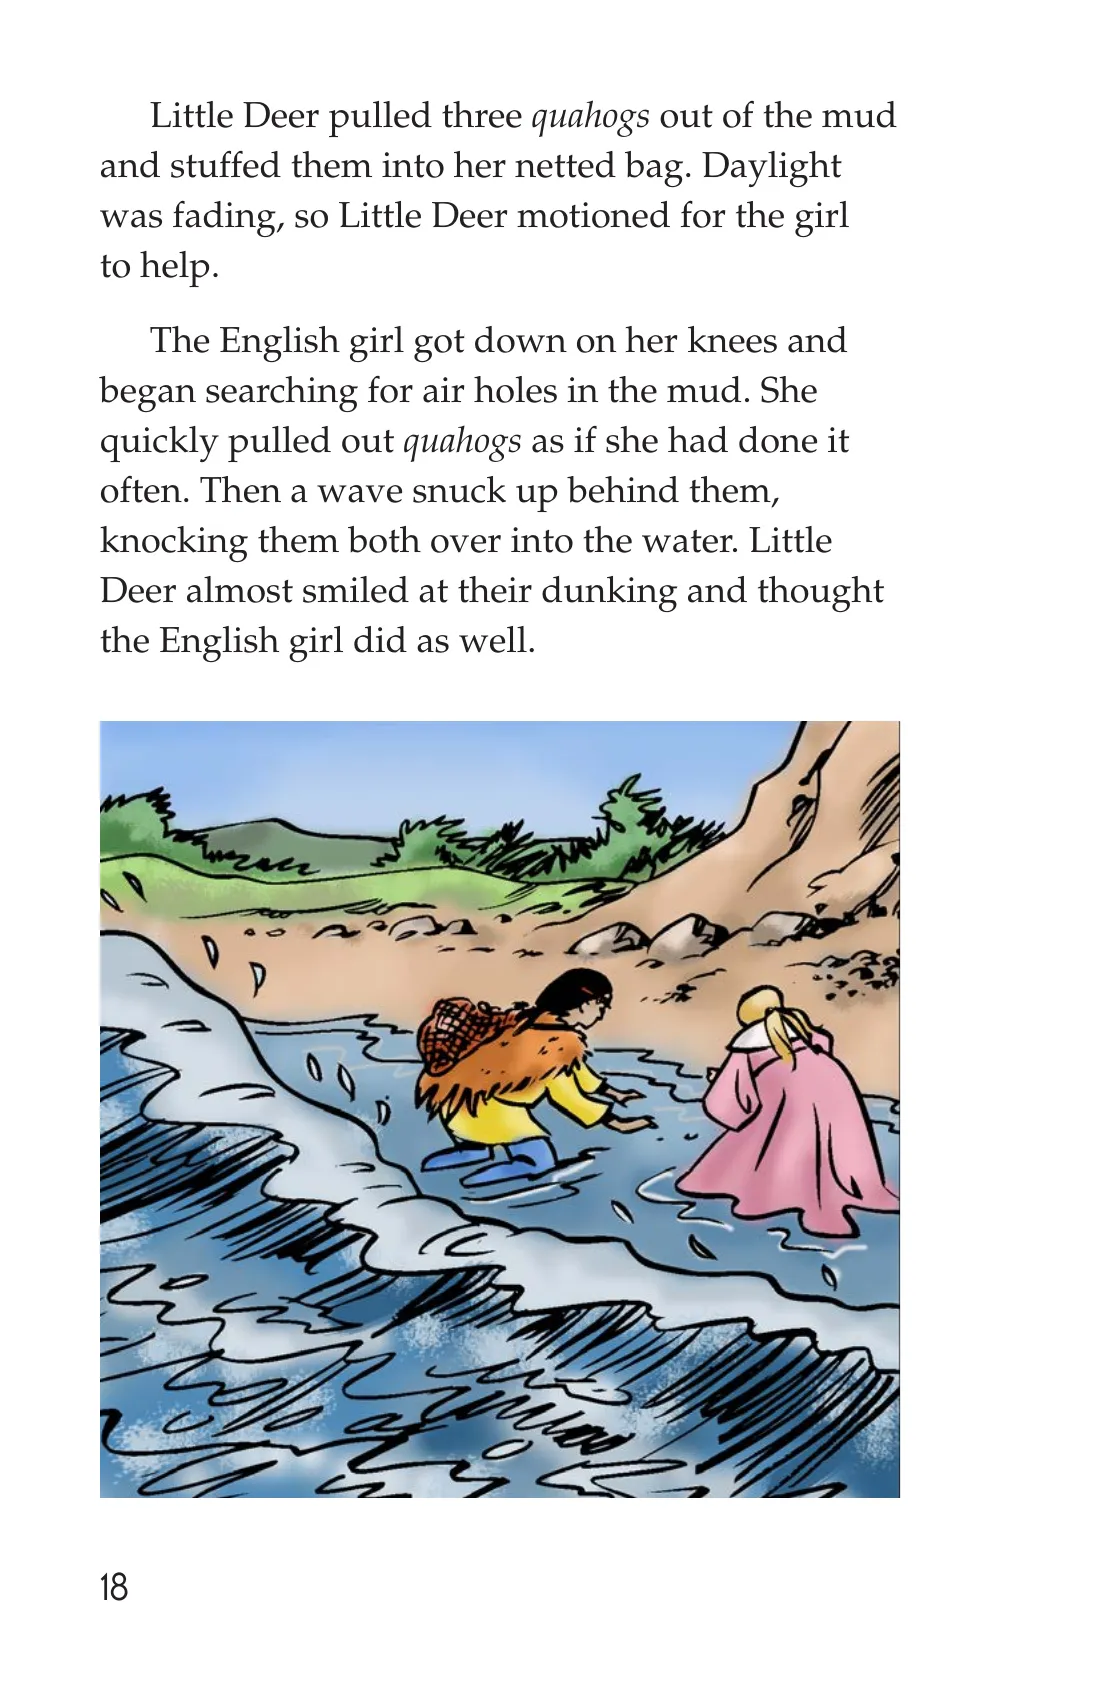 Little Deer pulled three quahogs out of the mud
and stuffed them into her netted bag. Daylight
was fading, so Little Deer motioned for the girl
to help.
The English girl got down on her knees and
began searching for air holes in the mud. She
quickly pulled out quahogs as if she had done it
often. Then a wave snuck up behind them,
knocking them both over into the water. Little
Deer almost smiled at their dunking and thought
the English girl did as well.
18